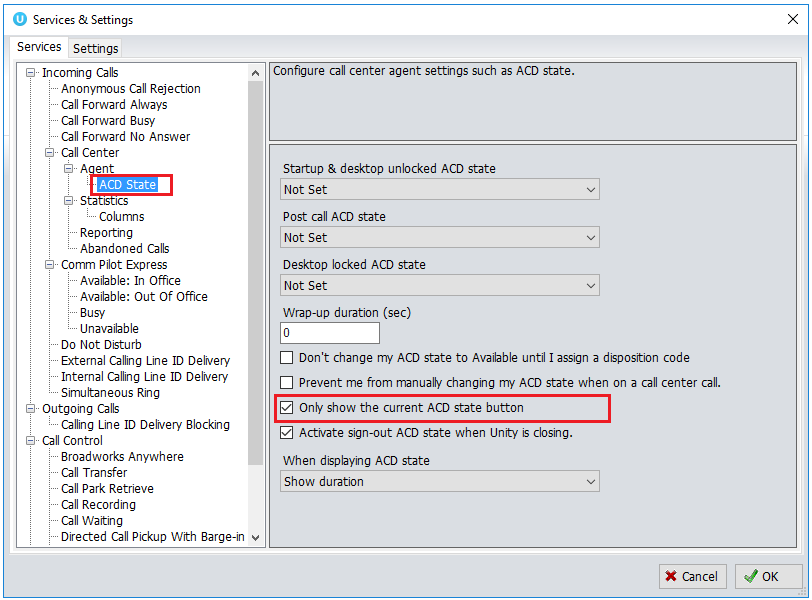 Services & Settings
Services Settings
Incoming Calls
Anonymous Call Rejection
Call Forward Always
Call Forward Busy
Call Forward No Answer
Call Center
Agent
ACD State
Statistics
Columns
Reporting
Abandoned Calls
Comm Pilot Express
Available: In Office
Available: Out Of Office
Busy
Unavailable
Do Not Disturb
External Calling Line ID Delivery
Internal Calling Line ID Delivery
Simultaneous Ring
Outgoing Calls
Calling Line ID Delivery Blocking
Call Control
Broadworks Anywhere
Call Transfer
Call Park Retrieve
Call Recording
Call Waiting
Directed Call Pickup With Barge-in
Configure call center agent settings such as ACD state.
Startup & desktop unlocked ACD state
Not Set
Post call ACD state
Not Set
Desktop locked ACD state
Not Set
Wrap-up duration (sec)
0
Don't change my ACD state to Available until I assign a disposition code
Prevent me from manually changing my ACD state when on a call center call.
Only show the current ACD state button
Activate sign-out ACD state when Unity is closing.
When displaying ACD state
Show duration
Cancel OK